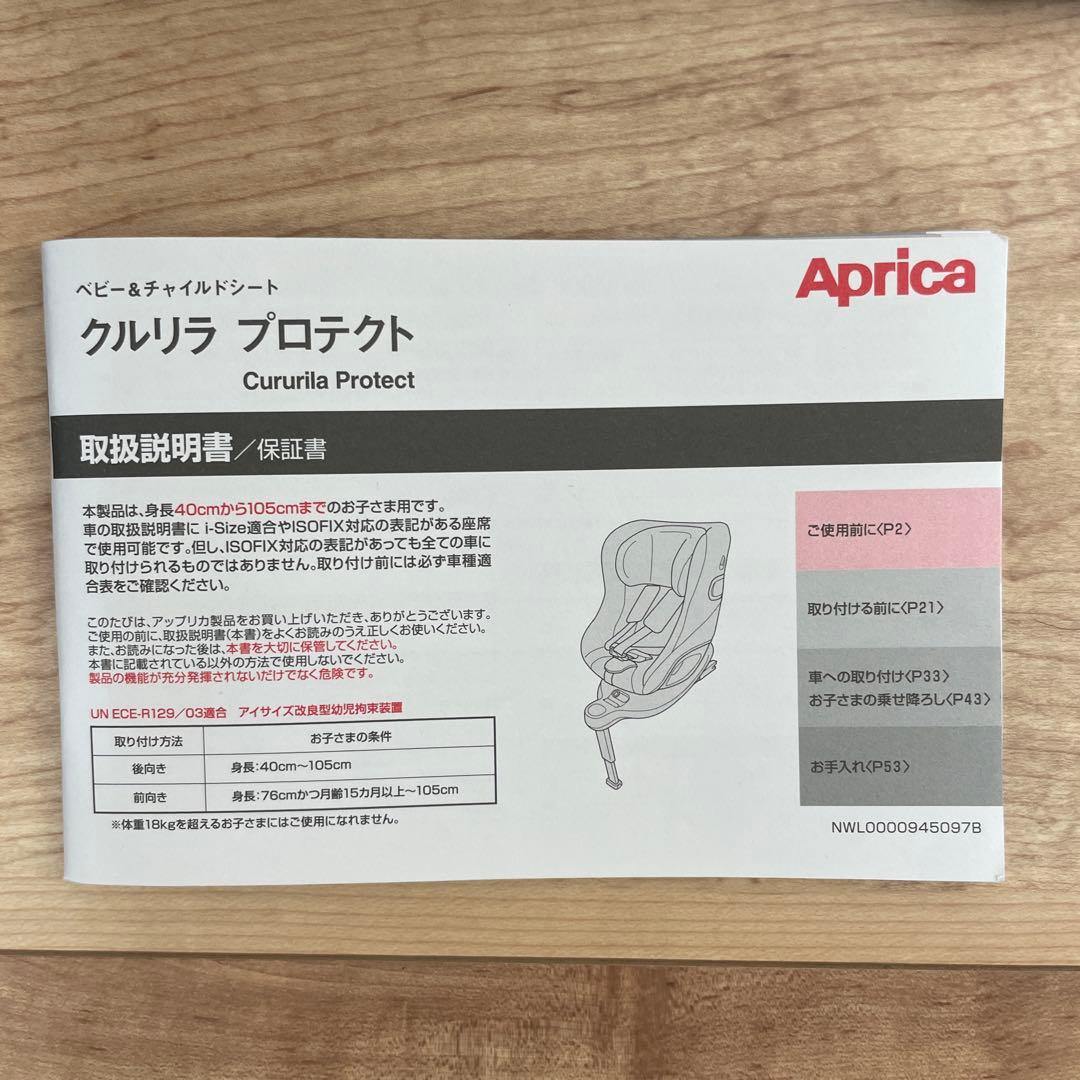 Aprica
ベビー&チャイルドシート
クルリラ プロテクト
Cururila Protect
取扱説明書/保証書
本製品は、身長40cmから105cmまでのお子さま用です。
車の取扱説明書に i-Size適合やISOFIX対応の表記がある座席
で使用可能です。但し、ISOFIX対応の表記があっても全ての車に
取り付けられるものではありません。取り付け前には必ず車種適
合表をご確認ください。
このたびは、アップリカ製品をお買い上げいただき、ありがとうございます。
ご使用の前に、取扱説明書(本書)をよくお読みのうえ正しくお使いください。
また、お読みになった後は、本書を大切に保管してください。
本書に記載されている以外の方法で使用しないでください。
製品の機能が充分発揮されないだけでなく危険です。
UN ECE-R129/03適合 アイサイズ改良型幼児拘束装置
取り付け方法 お子さまの条件
後向き 身長:40cm〜105cm
前向き 身長:76cmかつ月齢15カ月以上〜105cm
※体重18kgを超えるお子さまにはご使用になれません。
ご使用前に〈P2〉
取り付ける前に〈P21〉
車への取り付け〈P33〉
お子さまの乗せ降ろし〈P43〉
お手入れ〈P53〉
NWL0000945097B